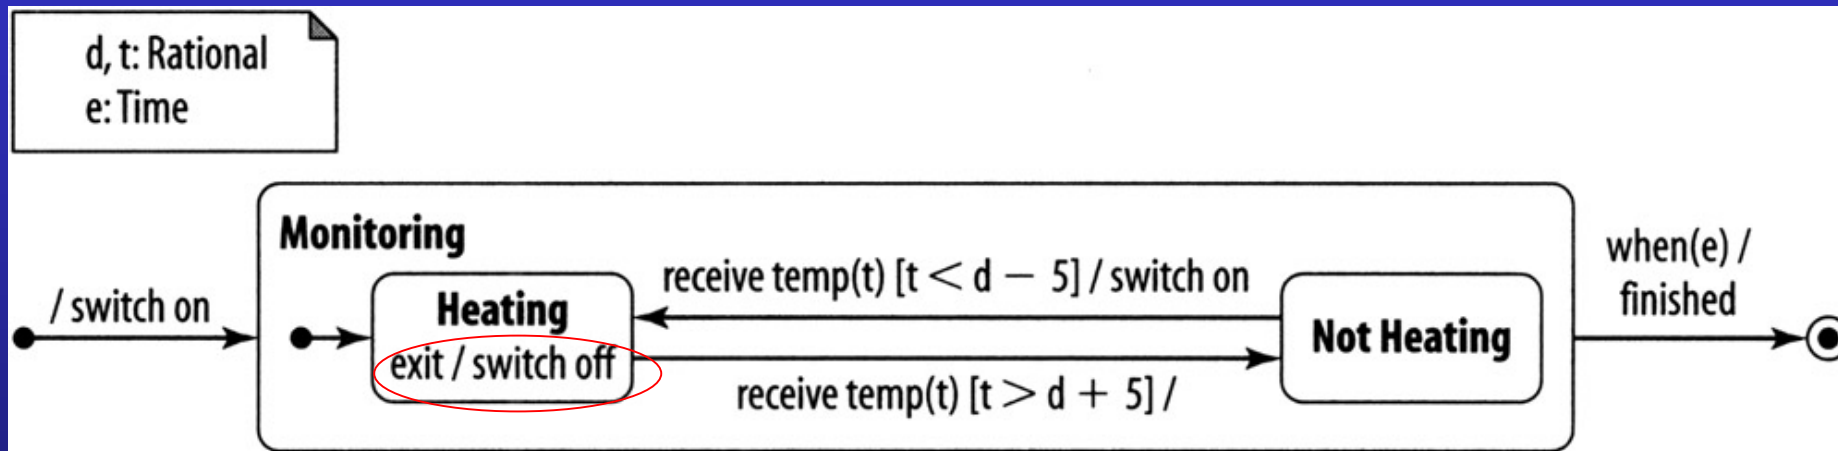 d, t: Rational
e: Time
Monitoring
/ switch on
Heating
exit / switch off
receive temp(t) [t < d − 5] / switch on
receive temp(t) [t > d + 5] /
Not Heating
when(e) /
finished